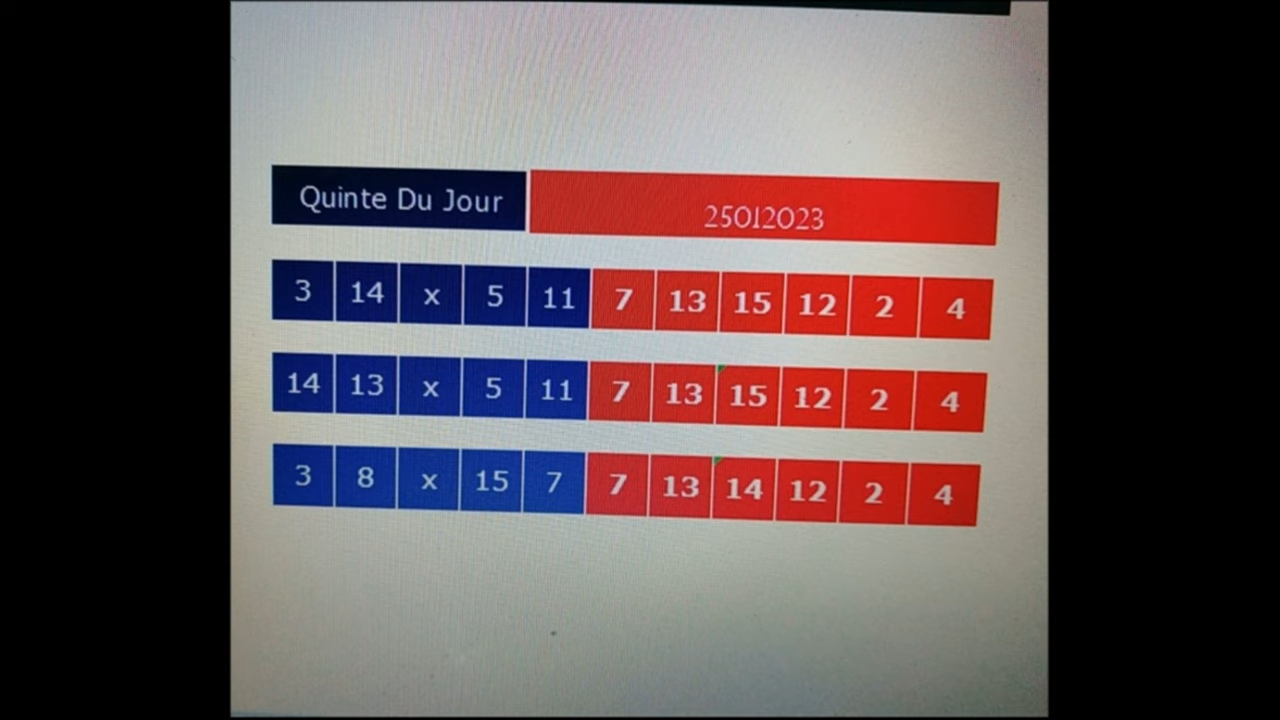 Quinte Du Jour 25012023
3 14 x 5 11 7 13 15 12 2 4
14 13 x 5 11 7 13 15 12 2 4
3 8 x 15 7 7 13 14 12 2 4